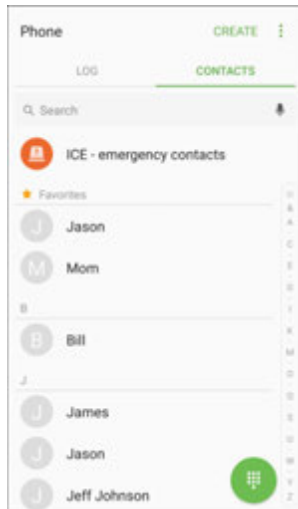 Phone CREATE
LOG CONTACTS
Search
ICE - emergency contacts
Favorites
J Jason
M Mom
B
B Bill
J
J James
J Jason
J Jeff Johnson